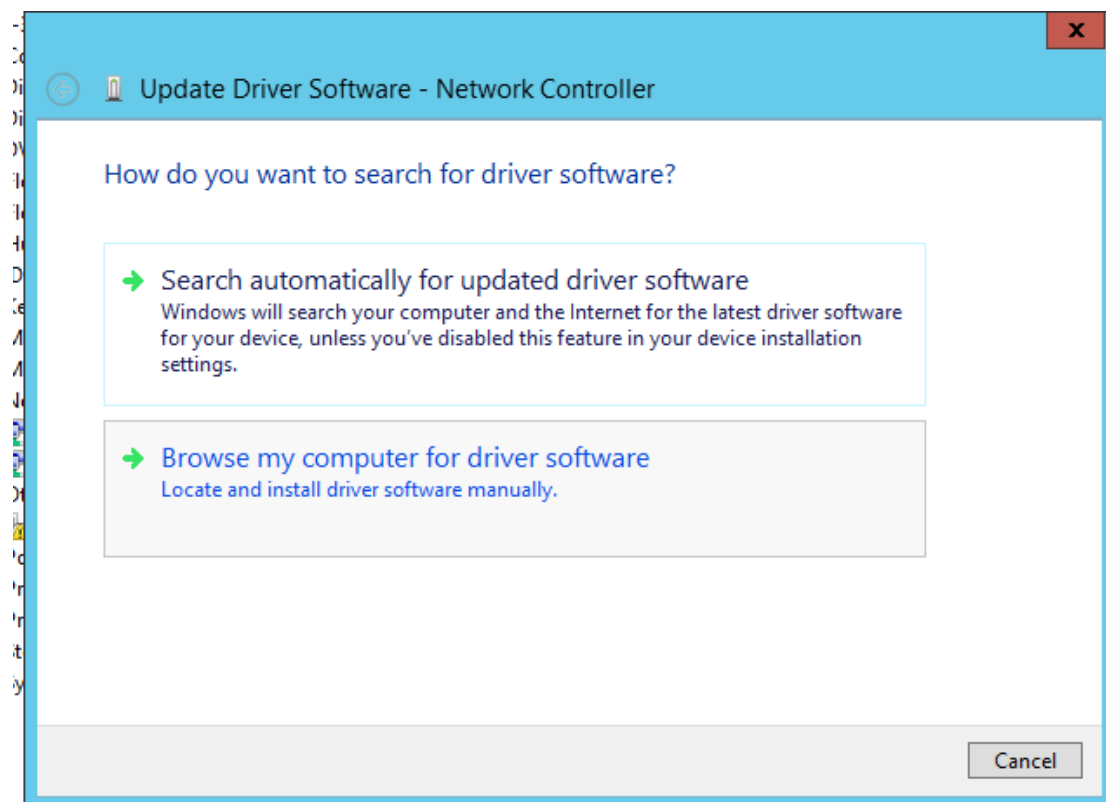 x
Update Driver Software - Network Controller
How do you want to search for driver software?
Search automatically for updated driver software
Windows will search your computer and the Internet for the latest driver software
for your device, unless you've disabled this feature in your device installation
settings.
Browse my computer for driver software
Locate and install driver software manually.
Cancel